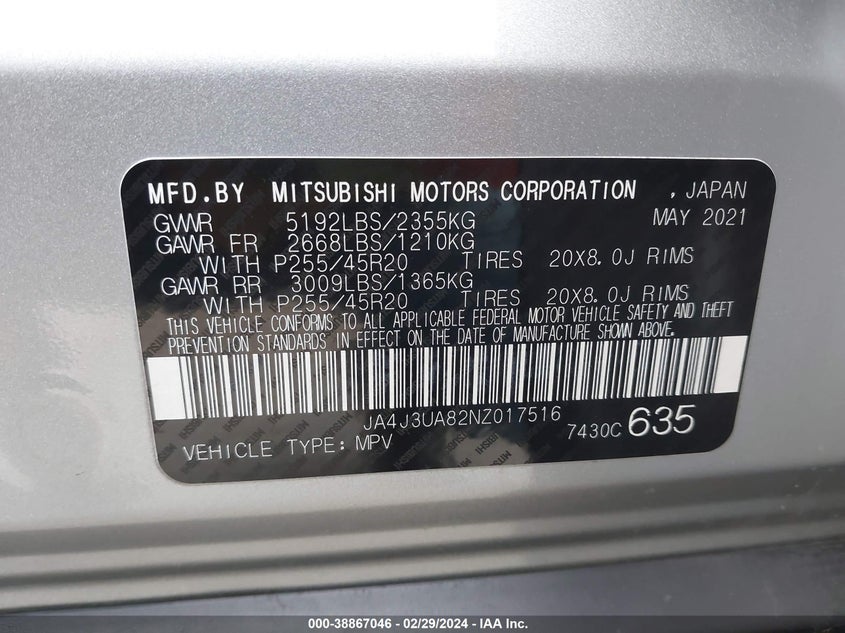 MFD.BY MITSUBISHI MOTORS CORPORATION , JAPAN
GVWR 5192LBS/2355KG MAY 2021
GAWR FR 2668LBS/1210KG
WITH P255/45R20 TIRES 20X8.0J RIMS
GAWR RR 3009LBS/1365KG
WITH P255/45R20 TIRES 20X8.0J RIMS
THIS VEHICLE CONFORMS TO ALL APPLICABLE FEDERAL MOTOR VEHICLE SAFETY AND THEFT
PREVENTION STANDARDS IN EFFECT ON THE DATE OF MANUFACTURE SHOWN ABOVE.
JA4J3UA82NZ017516
VEHICLE TYPE: MPV 7430C 635
000-38867046 - 02/29/2024 - IAA Inc.